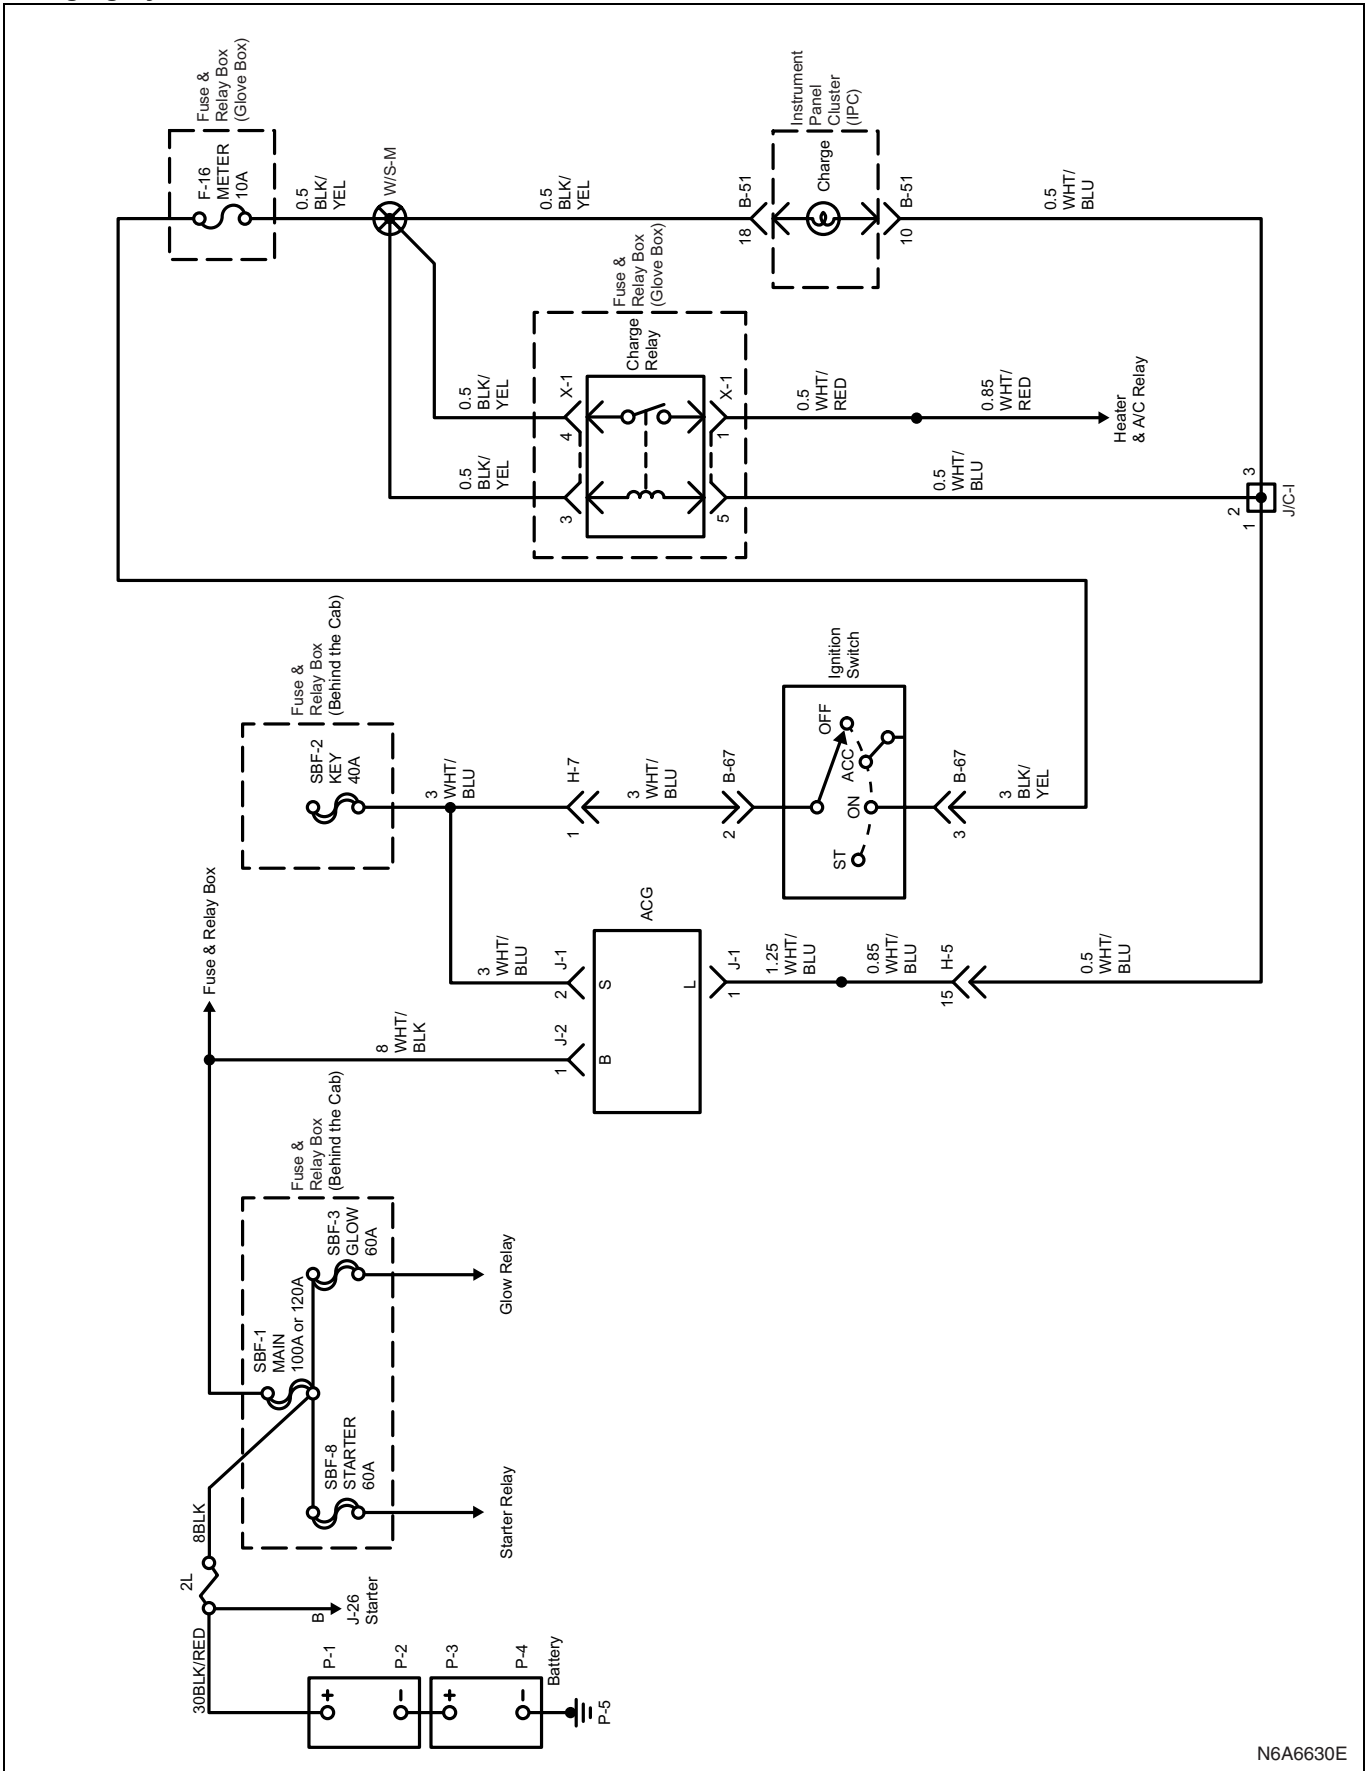 Fuse &
Relay Box
(Glove Box)
F-16
METER
10A
0.5
BLK/
YEL
W/S-M
0.5
BLK/
YEL
18
B-51
Instrument
Panel
Cluster
(IPC)
Charge
10
B-51
0.5
WHT/
BLU
Fuse &
Relay Box
(Glove Box)
Charge
Relay
0.5
BLK/
YEL
4
X-1
1
X-1
0.5
WHT/
RED
0.85
WHT/
RED
Heater
& A/C Relay
0.5
BLK/
YEL
3
5
0.5
WHT/
BLU
2
1
3
J/C-I
Fuse &
Relay Box
(Behind the Cab)
SBF-2
KEY
40A
3
WHT/
BLU
1
H-7
3
WHT/
BLU
2
B-67
Ignition
Switch
OFF
ACC
ON
ST
3
B-67
3
BLK/
YEL
Fuse & Relay Box
8
WHT/
BLK
3
WHT/
BLU
1
J-2
2
J-1
ACG
B
S
L
1
J-1
1.25
WHT/
BLU
0.85
WHT/
BLU
15
H-5
0.5
WHT/
BLU
Fuse &
Relay Box
(Behind the Cab)
SBF-1
MAIN
100A or 120A
SBF-3
GLOW
60A
Glow Relay
SBF-8
STARTER
60A
Starter Relay
8BLK
2L
30BLK/RED
B
J-26
Starter
P-1
+
P-2
–
P-3
+
P-4
–
Battery
P-5
N6A6630E